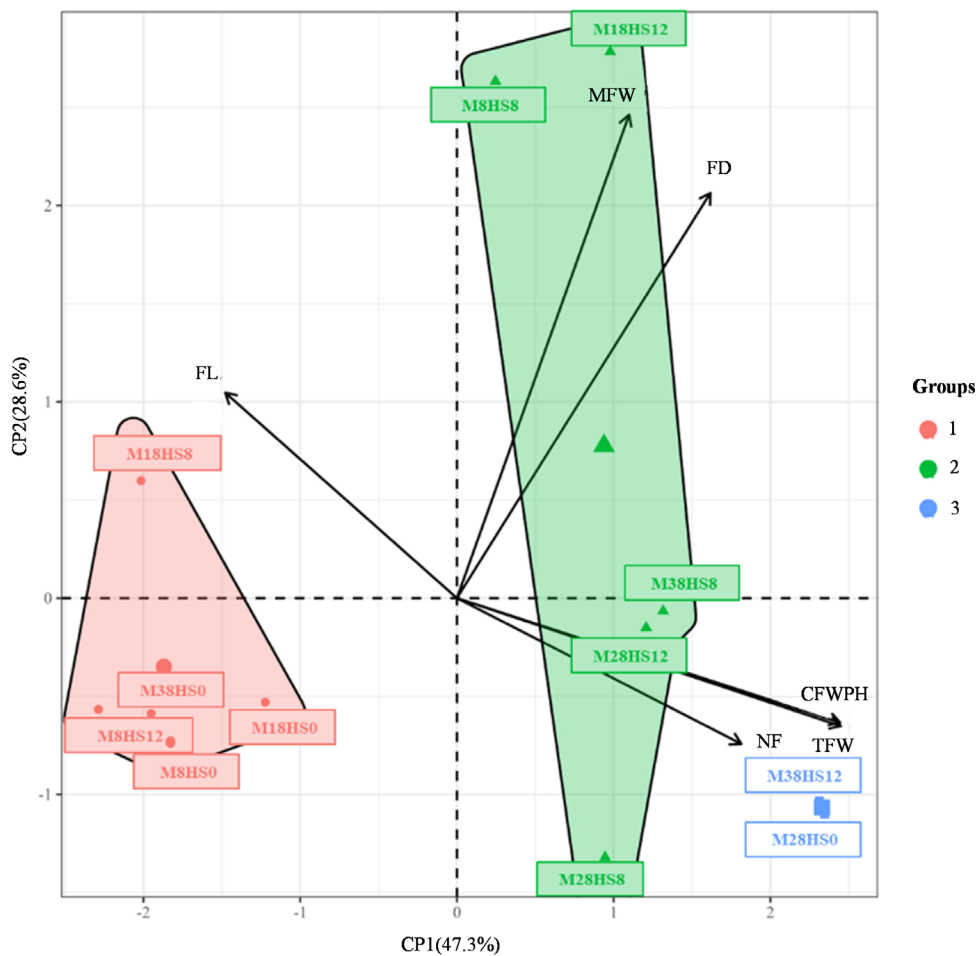 M18HS12
MFW
M8HS8
FD
2
FL
1
CP2(28.6%)
Groups
1
2
3
M18HS8
M38HS8
0
M28HS12
M38HS0
CFWPH
M18HS0
M8HS12
NF
TFW
M8HS0
M38HS12
-1
M28HS0
M28HS8
-2
-1
0
1
2
CP1(47.3%)